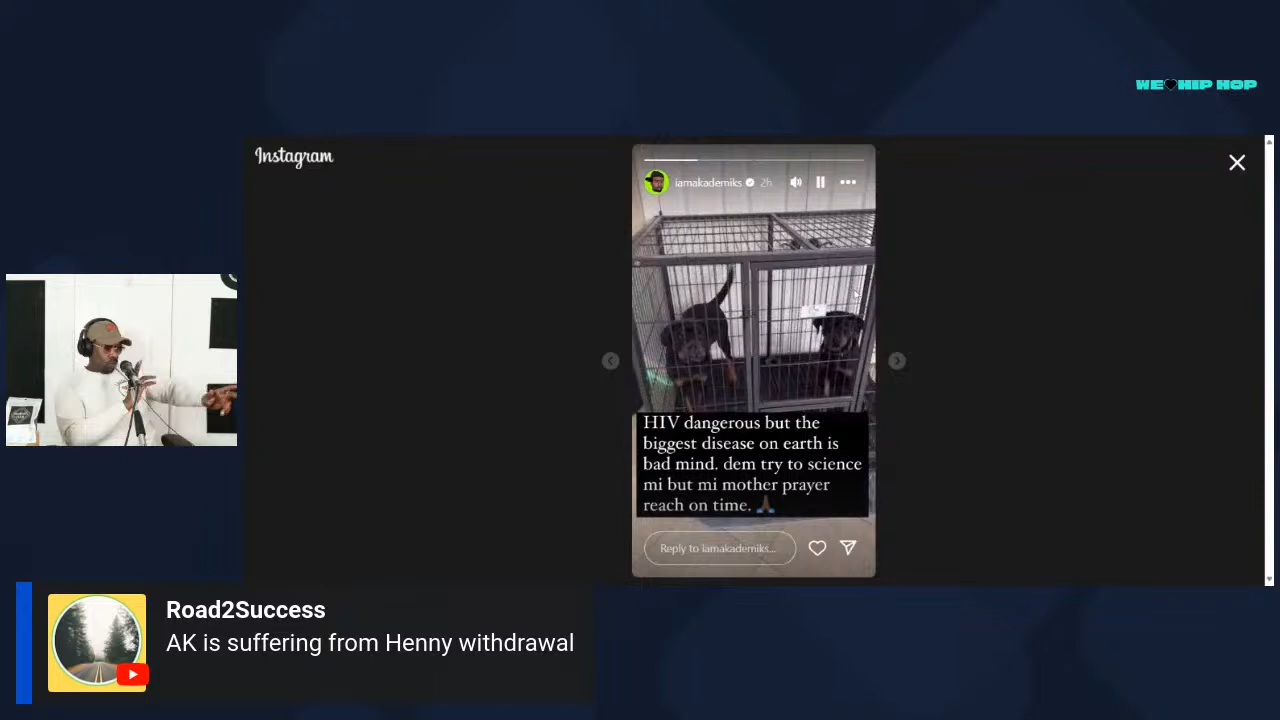 WE HIP HOP
Instagram
iamakademiks 2h
HIV dangerous but the
biggest disease on earth is
bad mind. dem try to science
mi but mi mother prayer
reach on time. 🙏🏾
Reply to iamakademiks...
Road2Success
AK is suffering from Henny withdrawal